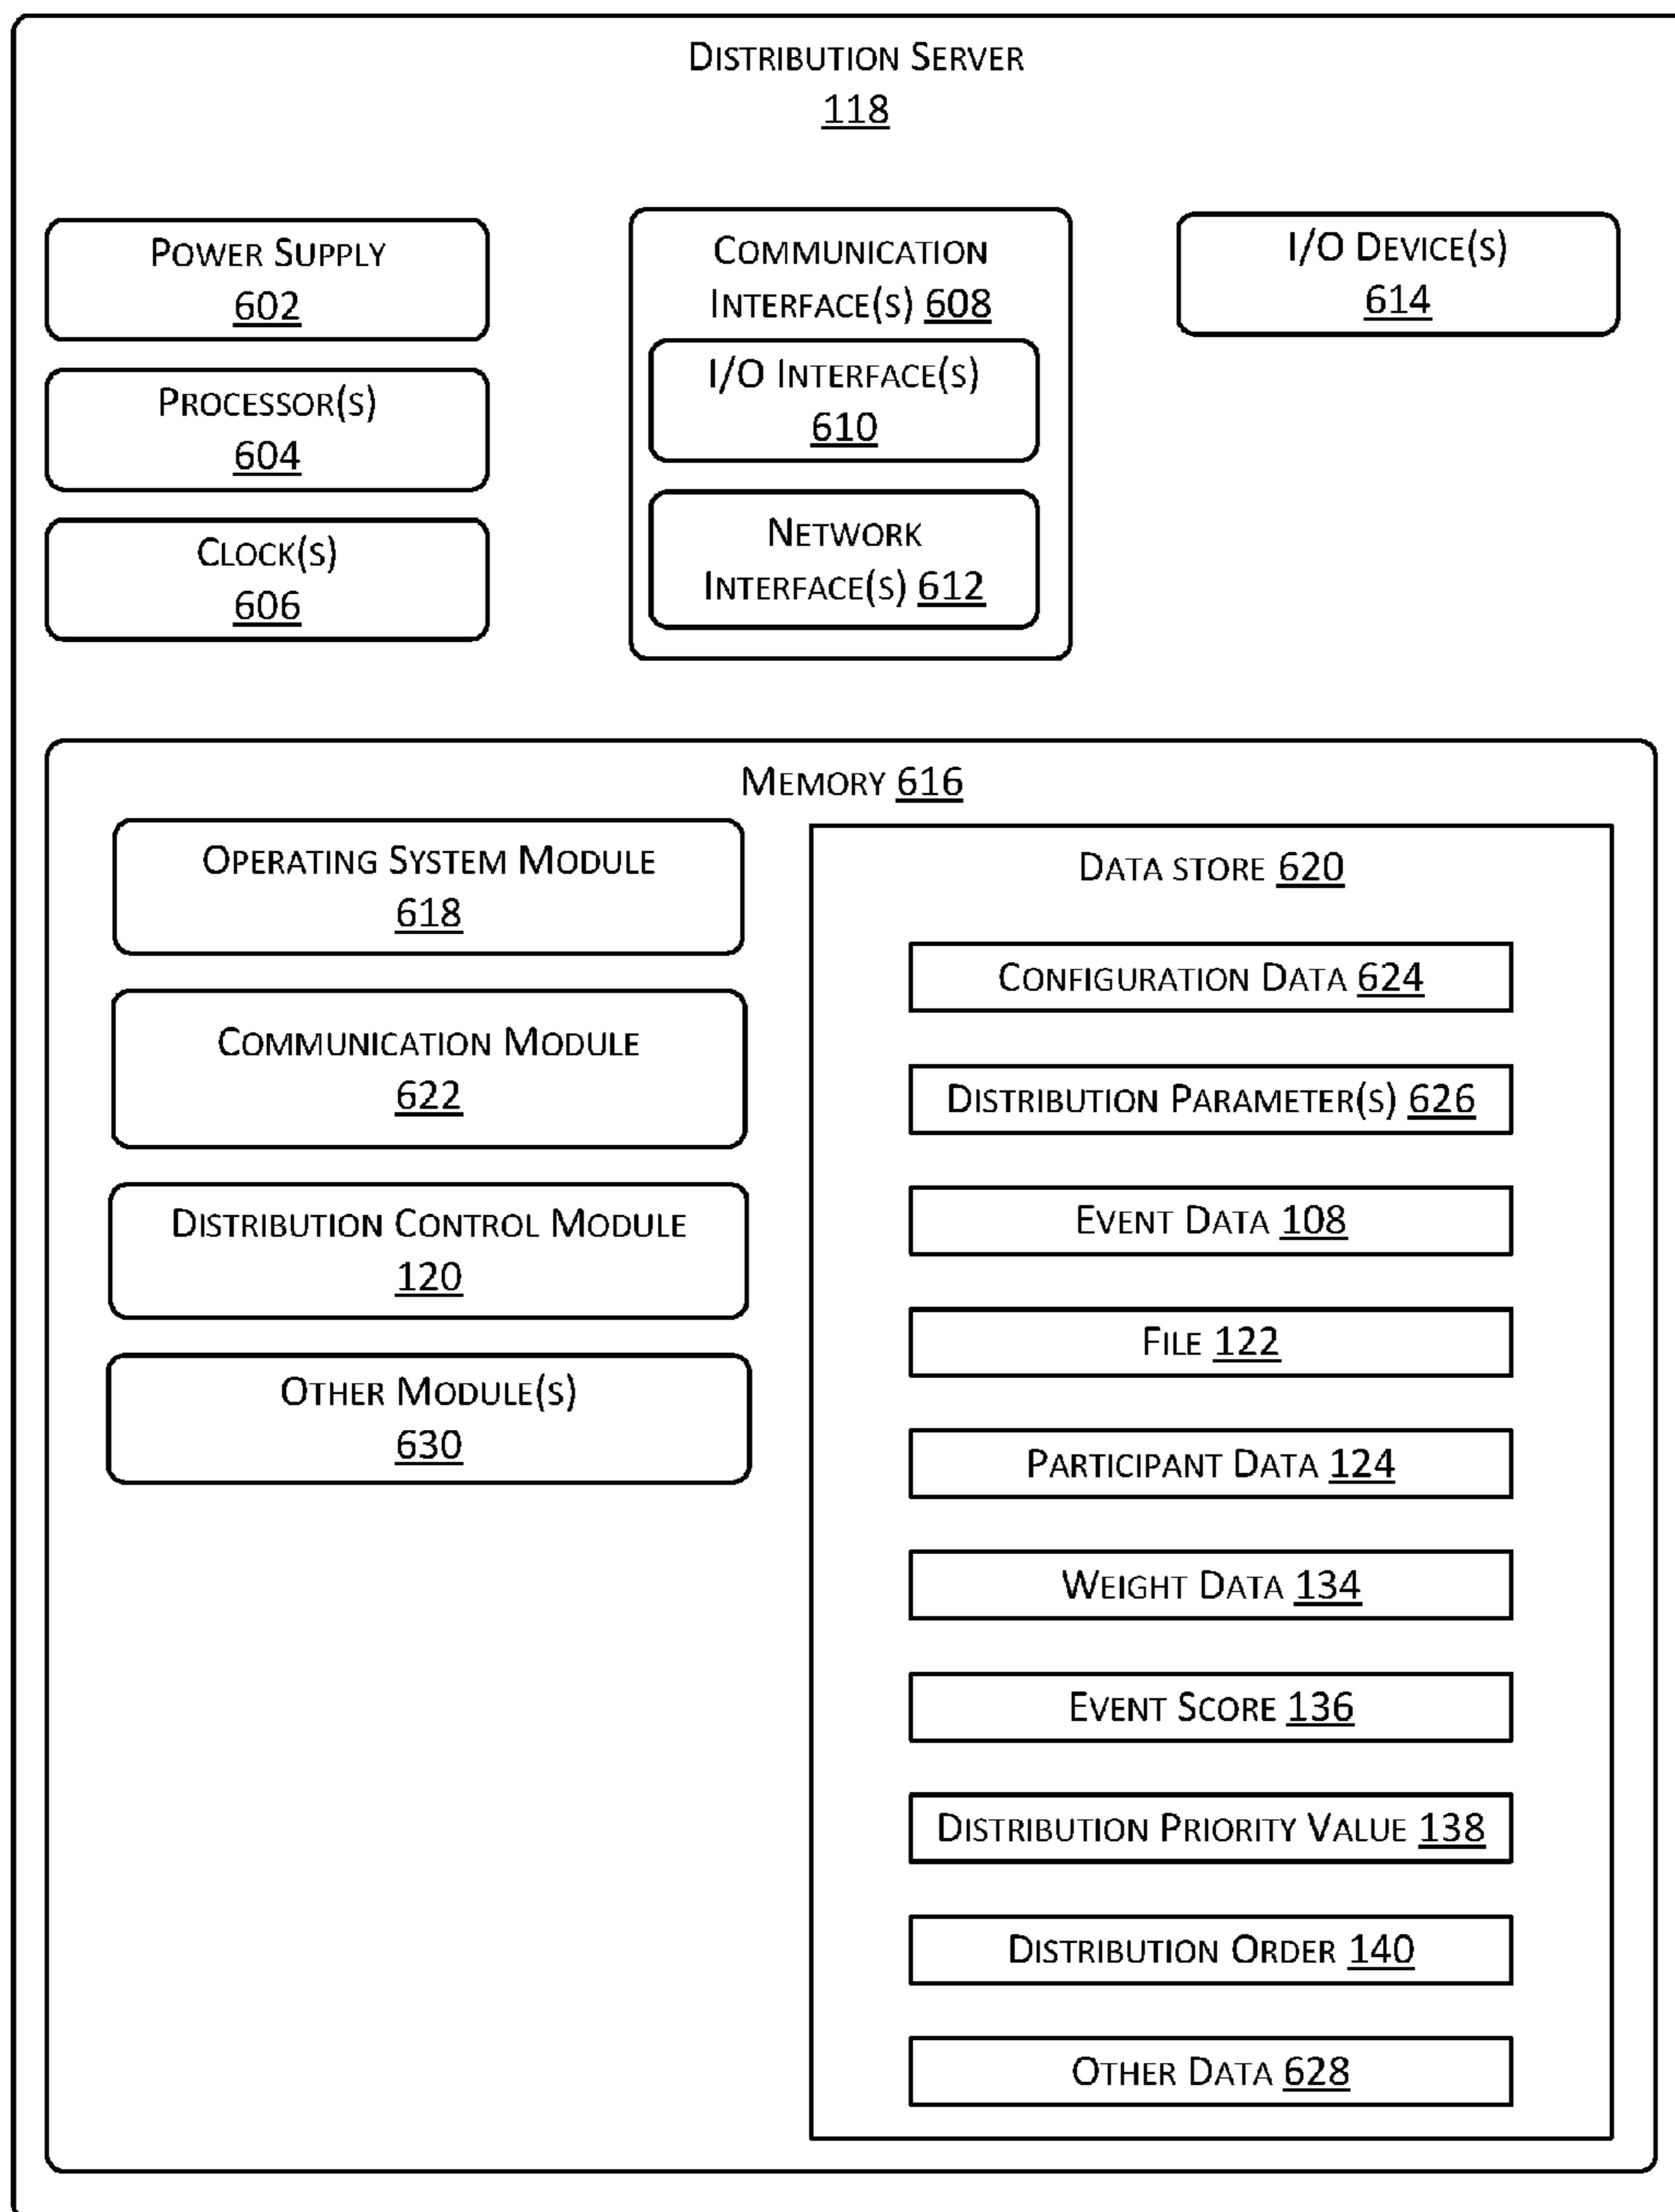 DISTRIBUTION SERVER
118
POWER SUPPLY
602
PROCESSOR(S)
604
CLOCK(S)
606
COMMUNICATION
INTERFACE(S) 608
I/O INTERFACE(S)
610
NETWORK
INTERFACE(S) 612
I/O DEVICE(S)
614
MEMORY 616
OPERATING SYSTEM MODULE
618
COMMUNICATION MODULE
622
DISTRIBUTION CONTROL MODULE
120
OTHER MODULE(S)
630
DATA STORE 620
CONFIGURATION DATA 624
DISTRIBUTION PARAMETER(S) 626
EVENT DATA 108
FILE 122
PARTICIPANT DATA 124
WEIGHT DATA 134
EVENT SCORE 136
DISTRIBUTION PRIORITY VALUE 138
DISTRIBUTION ORDER 140
OTHER DATA 628